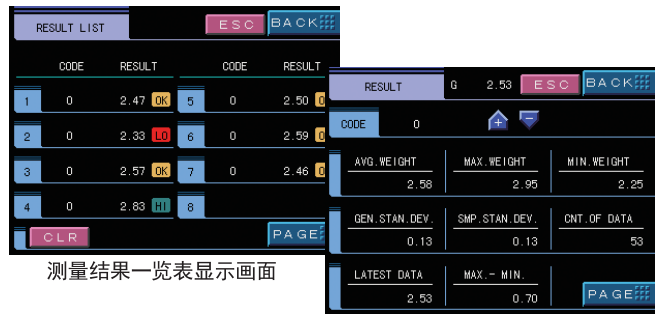 RESULT LIST ESC BACK
CODE RESULT CODE RESULT
1 0 2.47 OK 5 0 2.50
2 0 2.33 LO 6 0 2.59
3 0 2.57 OK 7 0 2.46
4 0 2.83 HI 8
CLR PAGE
测量结果一览表显示画面
RESULT G 2.53 ESC BACK
CODE 0 + -
AVG.WEIGHT MAX.WEIGHT MIN.WEIGHT
2.58 2.95 2.25
GEN.STAN.DEV. SMP.STAN.DEV. CNT.OF DATA
0.13 0.13 53
LATEST DATA MAX.- MIN.
2.53 0.70 PAGE